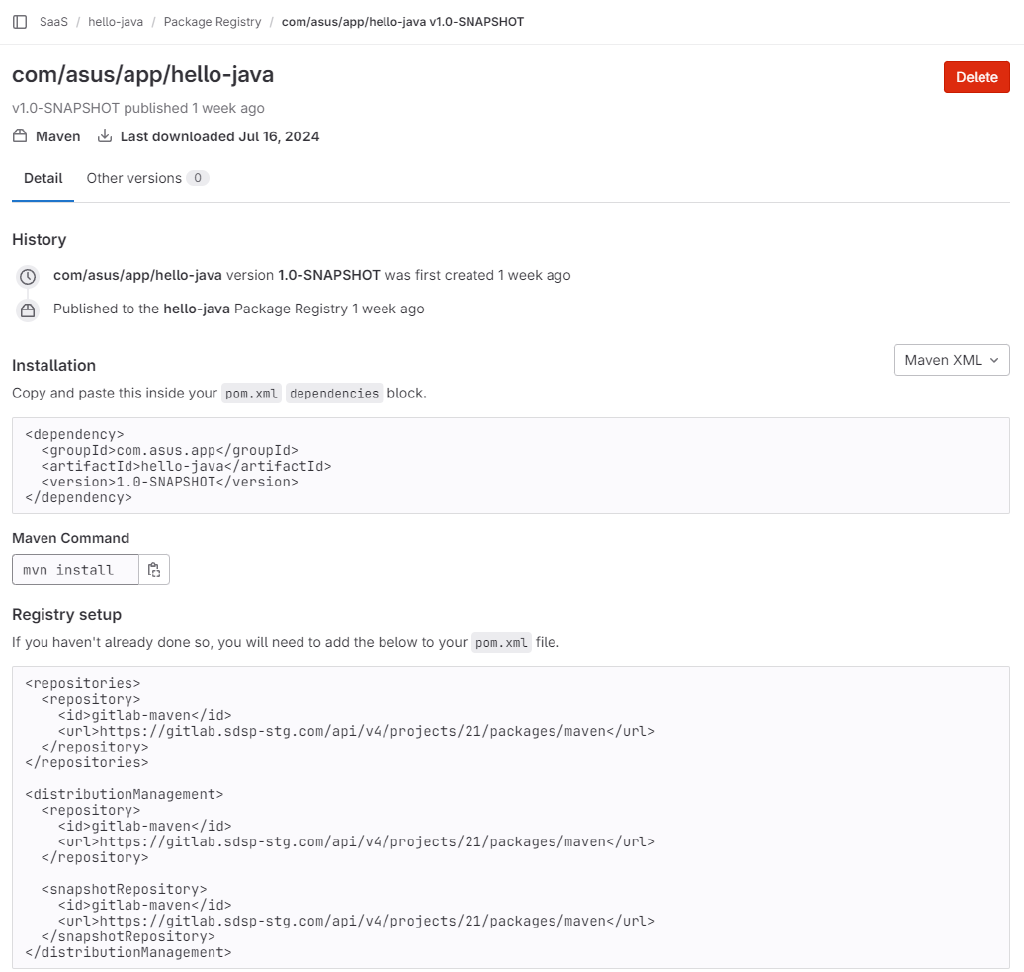 SaaS / hello-java / Package Registry / com/asus/app/hello-java v1.0-SNAPSHOT
com/asus/app/hello-java
Delete
v1.0-SNAPSHOT published 1 week ago
Maven Last downloaded Jul 16, 2024
Detail Other versions 0
History
com/asus/app/hello-java version 1.0-SNAPSHOT was first created 1 week ago
Published to the hello-java Package Registry 1 week ago
Installation
Maven XML
Copy and paste this inside your pom.xml dependencies block.
<dependency>
  <groupId>com.asus.app</groupId>
  <artifactId>hello-java</artifactId>
  <version>1.0-SNAPSHOT</version>
</dependency>
Maven Command
mvn install
Registry setup
If you haven't already done so, you will need to add the below to your pom.xml file.
<repositories>
  <repository>
    <id>gitlab-maven</id>
    <url>https://gitlab.sdsp-stg.com/api/v4/projects/21/packages/maven</url>
  </repository>
</repositories>
<distributionManagement>
  <repository>
    <id>gitlab-maven</id>
    <url>https://gitlab.sdsp-stg.com/api/v4/projects/21/packages/maven</url>
  </repository>
  <snapshotRepository>
    <id>gitlab-maven</id>
    <url>https://gitlab.sdsp-stg.com/api/v4/projects/21/packages/maven</url>
  </snapshotRepository>
</distributionManagement>